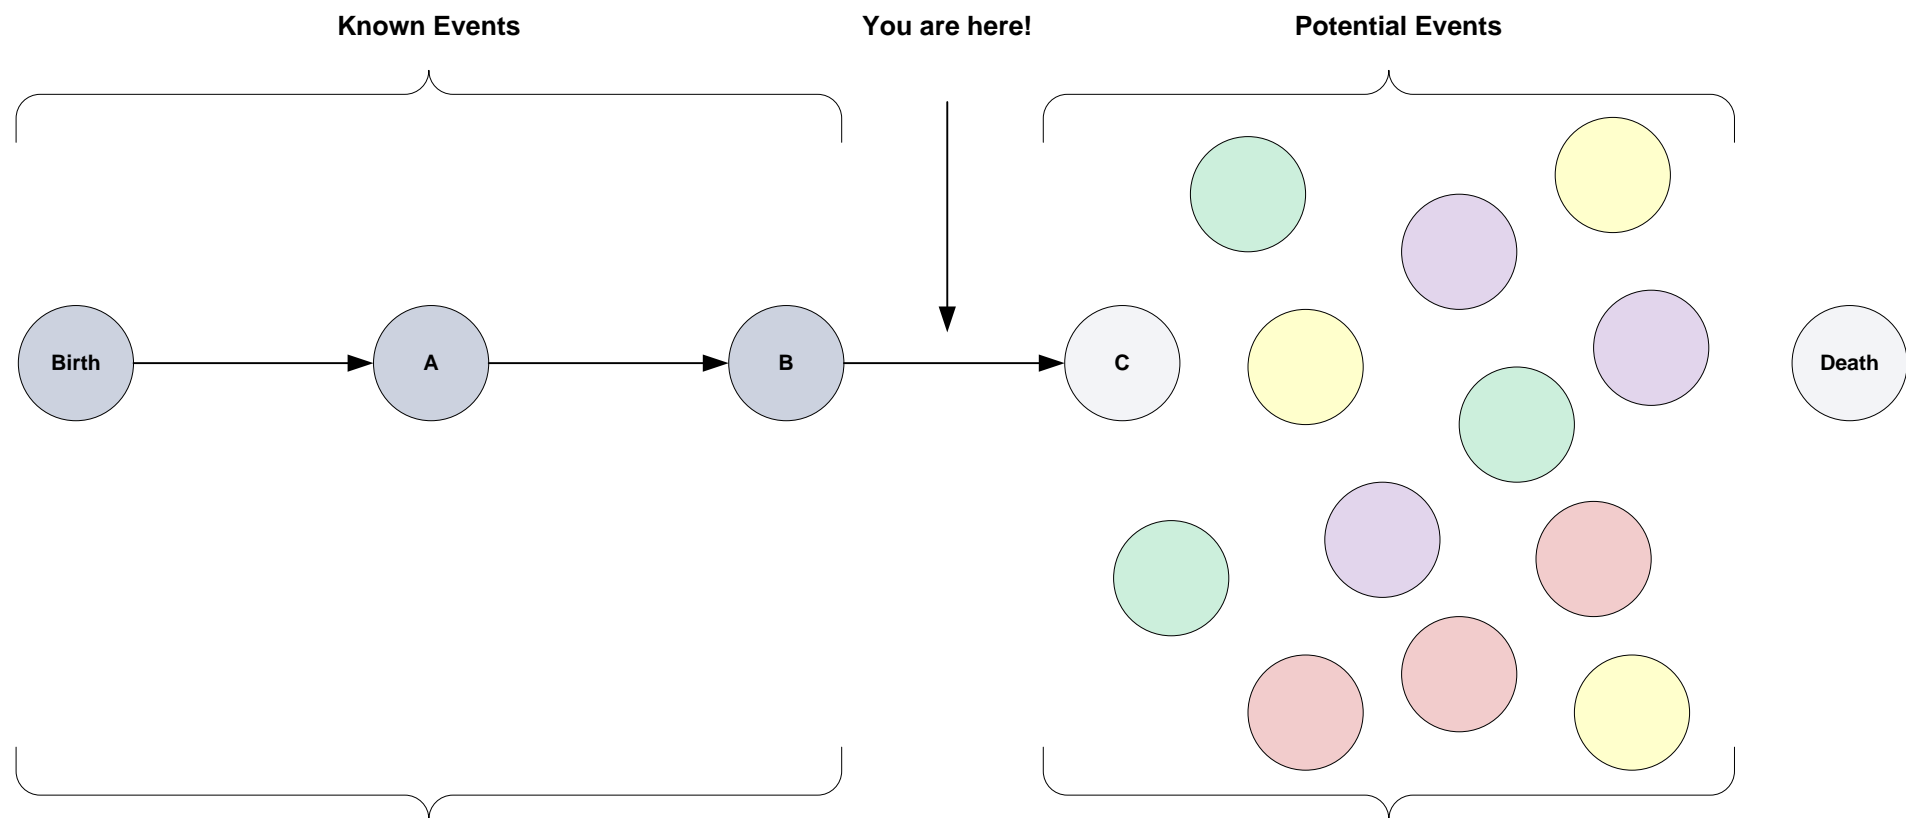 Known Events
You are here!
Potential Events
Birth
A
B
C
Death